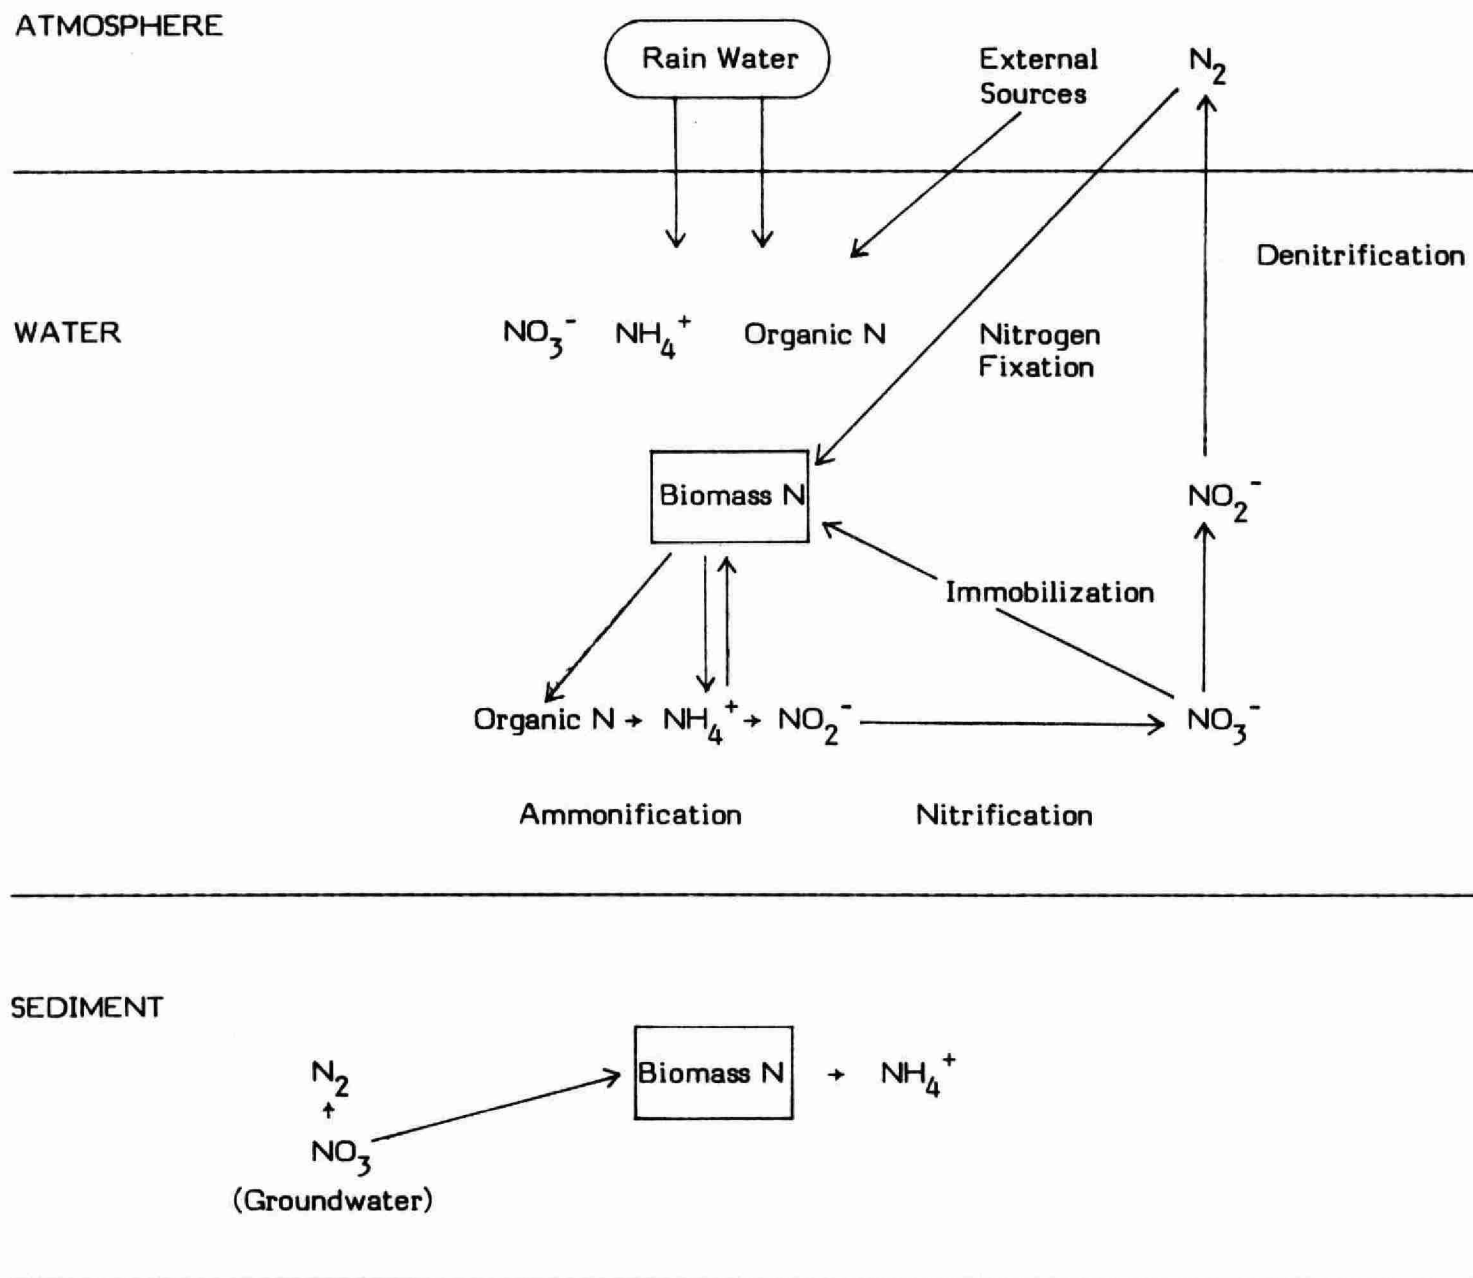 ATMOSPHERE
Rain Water
External
Sources
N₂
Denitrification
WATER
NO₃⁻ NH₄⁺ Organic N
Nitrogen
Fixation
Biomass N
NO₂⁻
Immobilization
Organic N → NH₄⁺ → NO₂⁻
NO₃⁻
Ammonification
Nitrification
SEDIMENT
N₂
Biomass N → NH₄⁺
NO₃
(Groundwater)